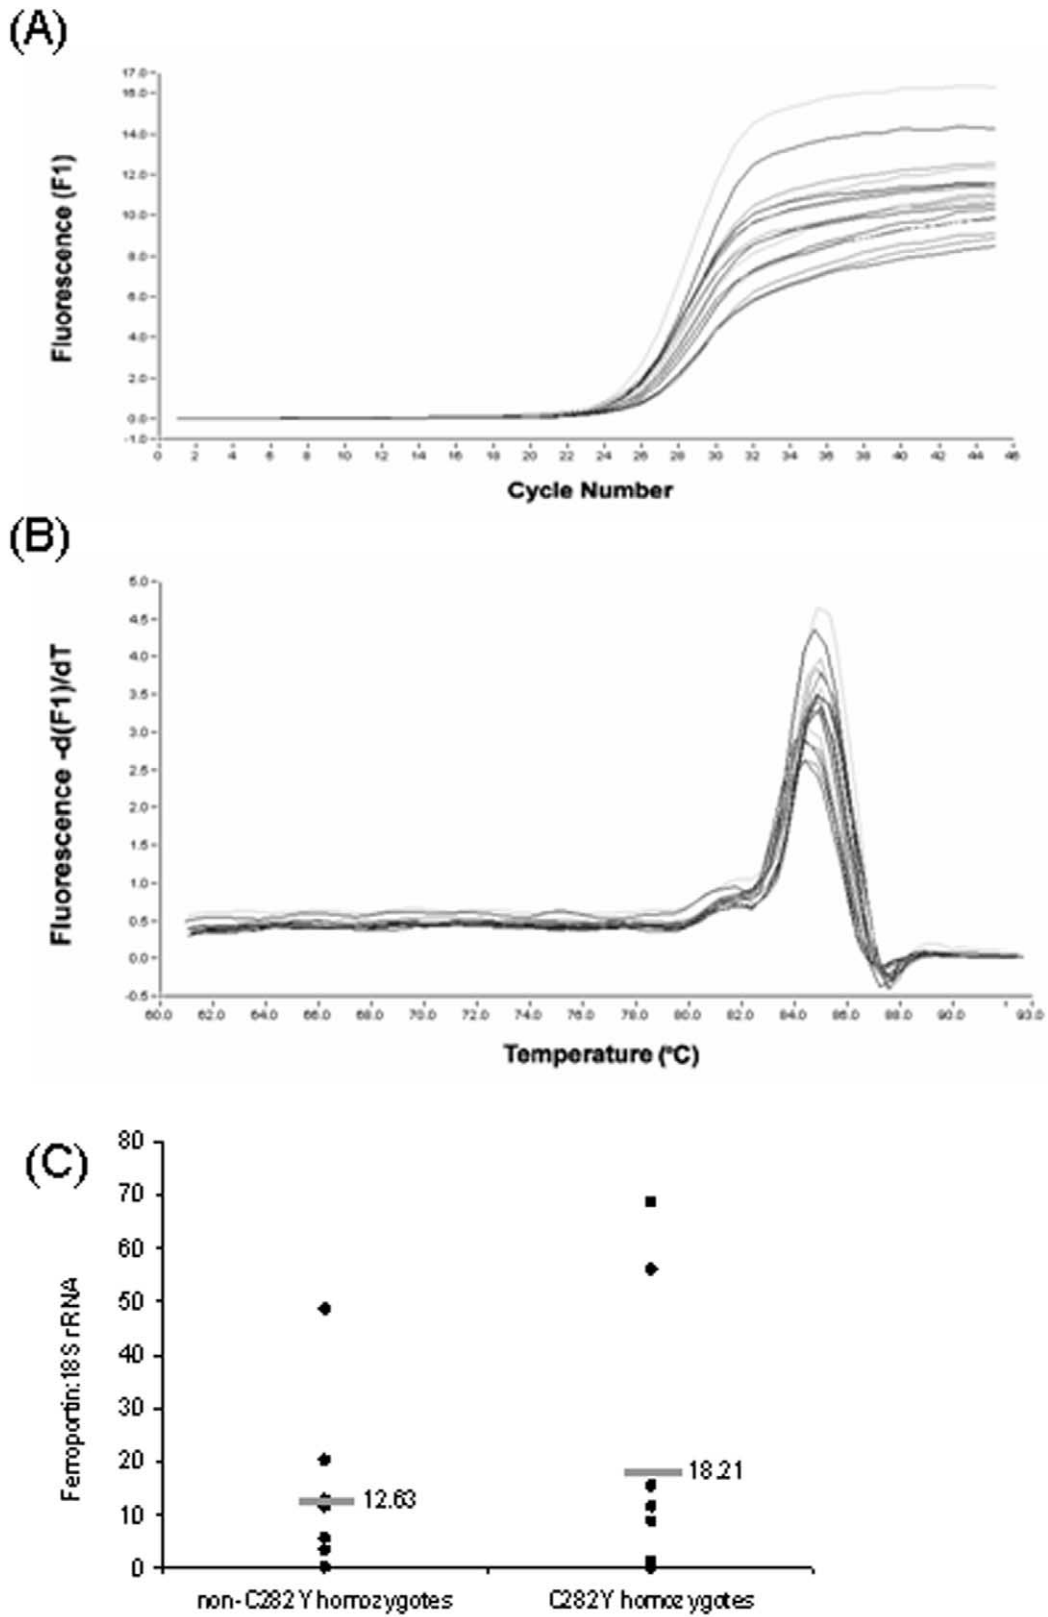 (A)
Fluorescence (F1)
17.0
16.0
14.0
12.0
10.0
8.0
6.0
4.0
2.0
0.0
-1.0
0 2 4 6 8 10 12 14 16 18 20 22 24 26 28 30 32 34 36 38 40 42 44 46
Cycle Number
(B)
Fluorescence -d(F1)/dT
5.0
4.5
4.0
3.5
3.0
2.5
2.0
1.5
1.0
0.5
0.0
-0.5
60.0 62.0 64.0 66.0 68.0 70.0 72.0 74.0 76.0 78.0 80.0 82.0 84.0 86.0 88.0 90.0 93.0
Temperature (°C)
(C)
Ferroportin:18S rRNA
80
70
60
50
40
30
20
10
0
12.63
18.21
non-C282Y homozygotes
C282Y homozygotes